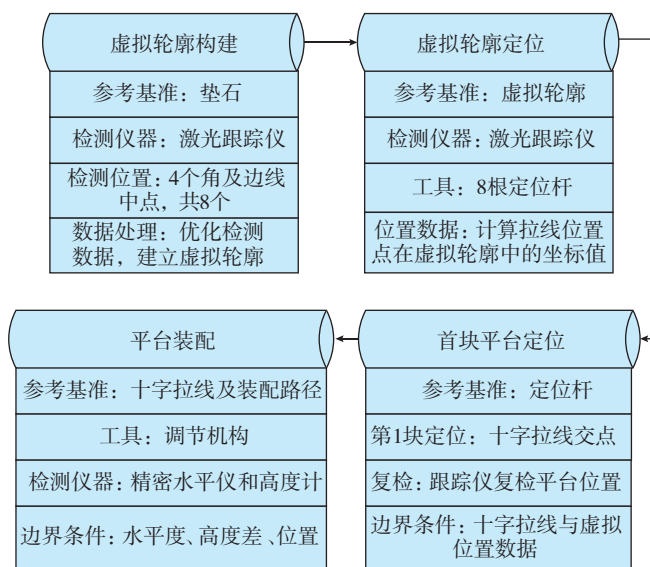 虚拟轮廓构建
参考基准：垫石
检测仪器：激光跟踪仪
检测位置：4个角及边线
中点，共8个
数据处理：优化检测
数据，建立虚拟轮廓
虚拟轮廓定位
参考基准：虚拟轮廓
检测仪器：激光跟踪仪
工具：8根定位杆
位置数据：计算拉线位置
点在虚拟轮廓中的坐标值
首块平台定位
参考基准：定位杆
第1块定位：十字拉线交点
复检：跟踪仪复检平台位置
边界条件：十字拉线与虚拟
位置数据
平台装配
参考基准：十字拉线及装配路径
工具：调节机构
检测仪器：精密水平仪和高度计
边界条件：水平度、高度差、位置